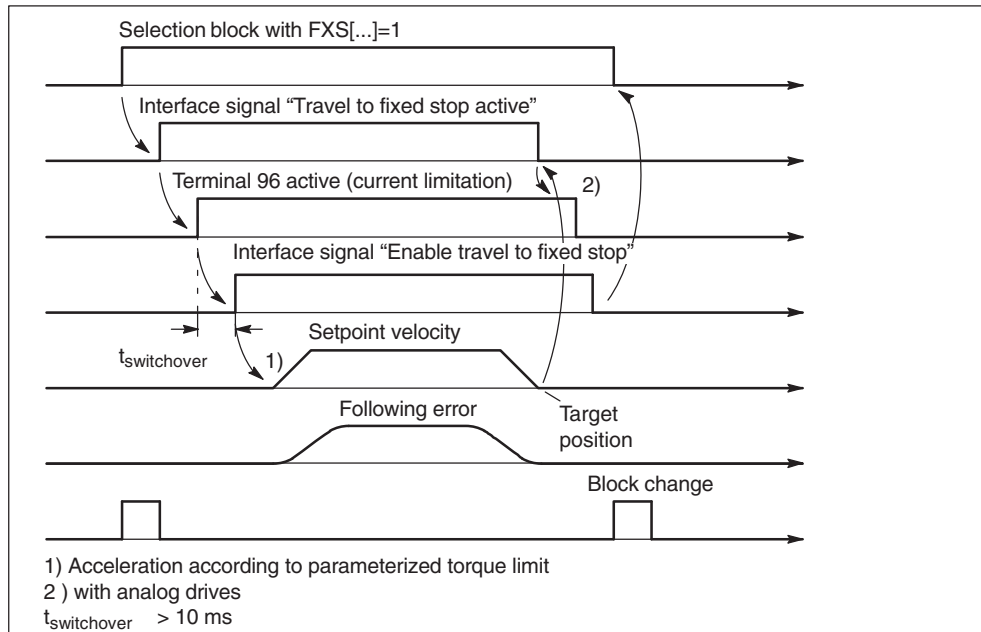 Selection block with FXS[...]=1
Interface signal “Travel to fixed stop active”
Terminal 96 active (current limitation)
2)
Interface signal “Enable travel to fixed stop”
Setpoint velocity
tswitchover
1)
Following error
Target
position
Block change
1) Acceleration according to parameterized torque limit
2 ) with analog drives
tswitchover > 10 ms